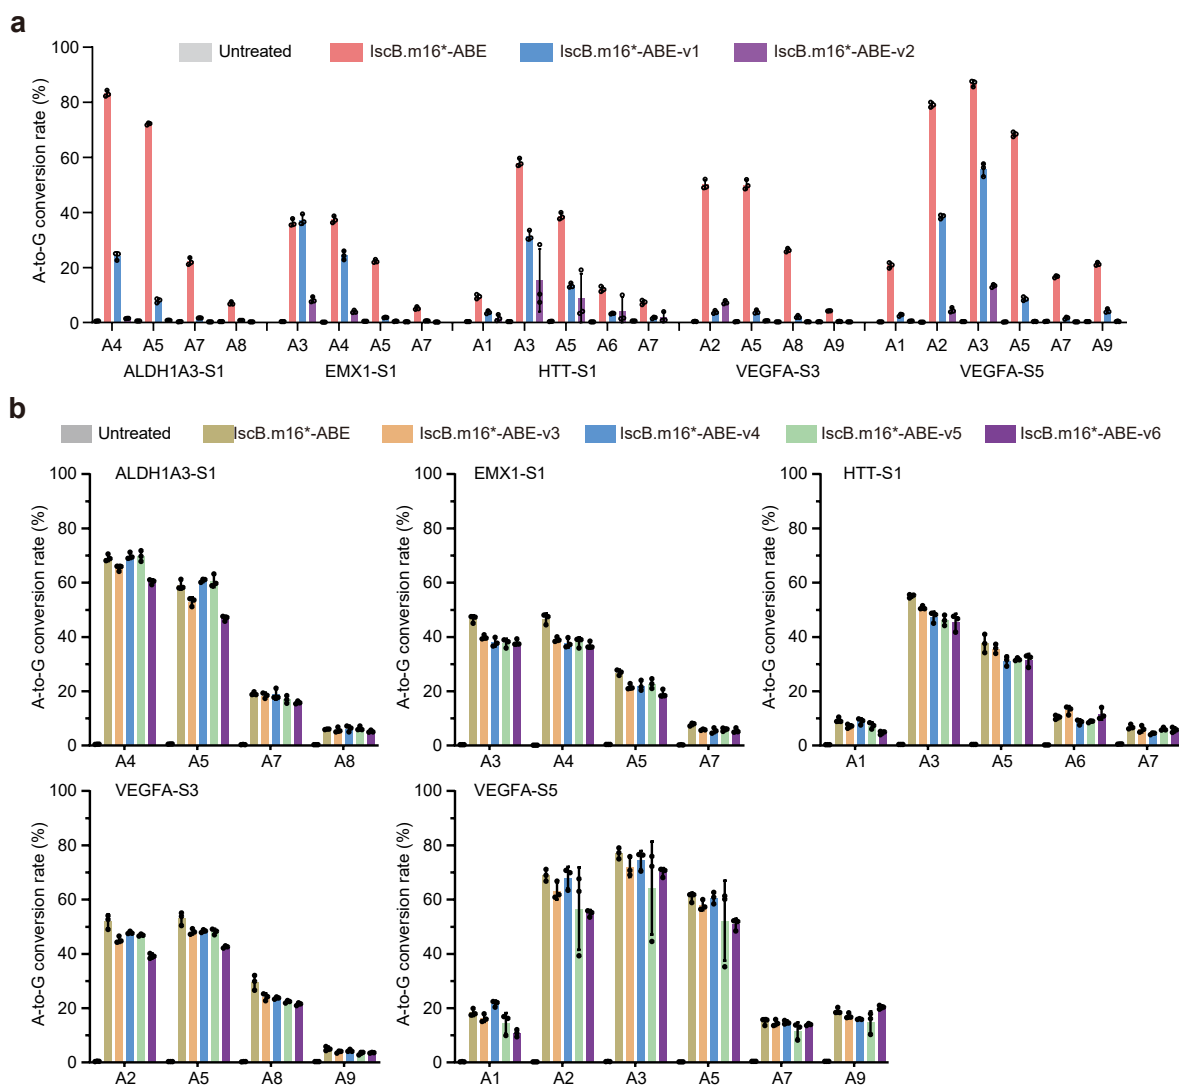 a
Untreated IscB.m16*-ABE IscB.m16*-ABE-v1 IscB.m16*-ABE-v2
A-to-G conversion rate (%)
100
80
60
40
20
0
A4 A5 A7 A8 A3 A4 A5 A7 A1 A3 A5 A6 A7 A2 A5 A8 A9 A1 A2 A3 A5 A7 A9
ALDH1A3-S1 EMX1-S1 HTT-S1 VEGFA-S3 VEGFA-S5
b
Untreated IscB.m16*-ABE IscB.m16*-ABE-v3 IscB.m16*-ABE-v4 IscB.m16*-ABE-v5 IscB.m16*-ABE-v6
ALDH1A3-S1
A-to-G conversion rate (%)
100
80
60
40
20
0
A4 A5 A7 A8
EMX1-S1
A-to-G conversion rate (%)
100
80
60
40
20
0
A3 A4 A5 A7
HTT-S1
A-to-G conversion rate (%)
100
80
60
40
20
0
A1 A3 A5 A6 A7
VEGFA-S3
A-to-G conversion rate (%)
100
80
60
40
20
0
A2 A5 A8 A9
VEGFA-S5
A-to-G conversion rate (%)
100
80
60
40
20
0
A1 A2 A3 A5 A7 A9